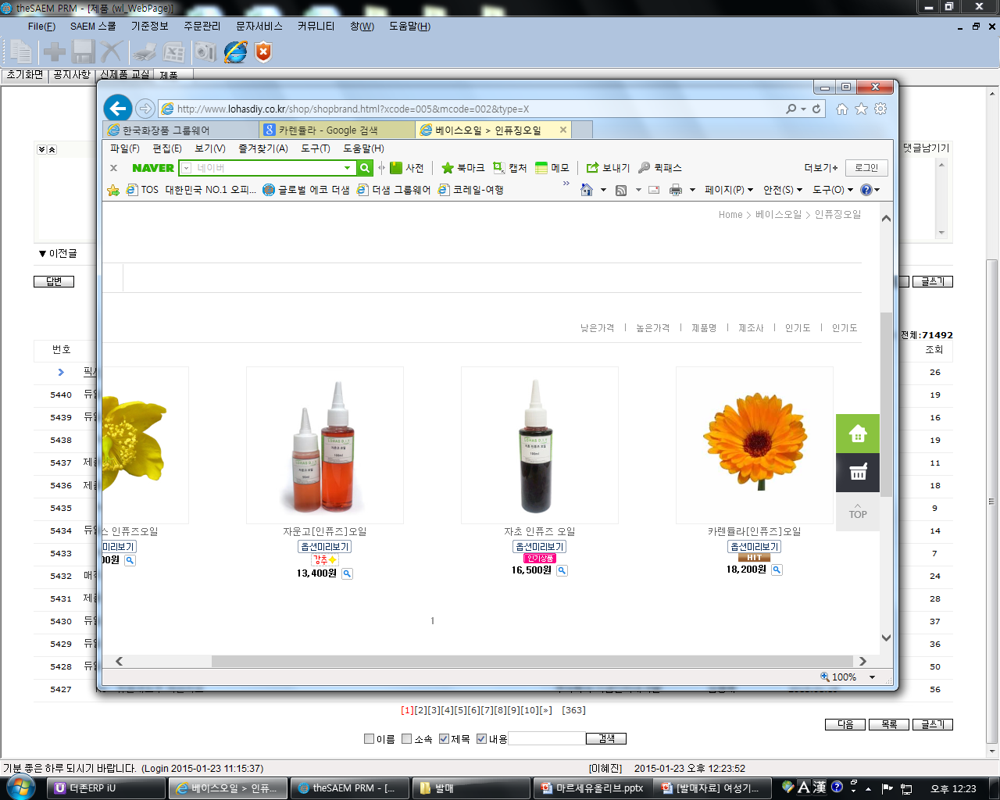 theSAEM PRM - [제품 (wl_WebPage)]
File(F) SAEM 스쿨 기준정보 주문관리 문자서비스 커뮤니티 창(W) 도움말(H)
초기화면 공지사항 신제품 교실 제품
http://www.lohasdiy.co.kr/shop/shopbrand.html?xcode=005&mcode=002&type=X
한국화장품 그룹웨어 카렌듈라 - Google 검색 베이스오일 > 인퓨징오일
파일(F) 편집(E) 보기(V) 즐겨찾기(A) 도구(T) 도움말(H)
댓글남기기
x NAVER 네이버 사전 북마크 캡처 메모 보내기 퀵패스 더보기+ 로그인
TOS 대한민국 NO.1 오피... 글로벌 에코 더샘 더샘 그룹웨어 코레일-여행 » 페이지(P) 안전(S) 도구(O)
Home > 베이스오일 > 인퓨징오일
▼ 이전글
답변 글쓰기
낮은가격 | 높은가격 | 제품명 | 제조사 | 인기도 | 인기도
전체:71492
번호 조회
26
5440 19
5439 16
5438 19
5437 11
5436 18
5435 9
5434 14
5433 7
5432 24
5431 28
5430 37
5429 36
5428 50
5427 56
LOHAS D.I.Y
자운고 오일
100ml
TOP
인퓨즈오일 자운고[인퓨즈]오일 자초 인퓨즈 오일 카렌듈라[인퓨즈]오일
미리보기 옵션미리보기 옵션미리보기 옵션미리보기
강추 인기상품 HIT
00원 13,400원 16,500원 18,200원
1
100%
[1][2][3][4][5][6][7][8][9][10][»] [363]
다음 목록 글쓰기
이름 소속 제목 내용 검색
기분 좋은 하루 되시기 바랍니다. (Login 2015-01-23 11:15:37) [이혜진] 2015-01-23 오후 12:23:52
더존ERP iU 베이스오일 > 인퓨... theSAEM PRM - [... 발매 마르세유올리브.pptx [발매자료] 여성기... A 漢 오후 12:23